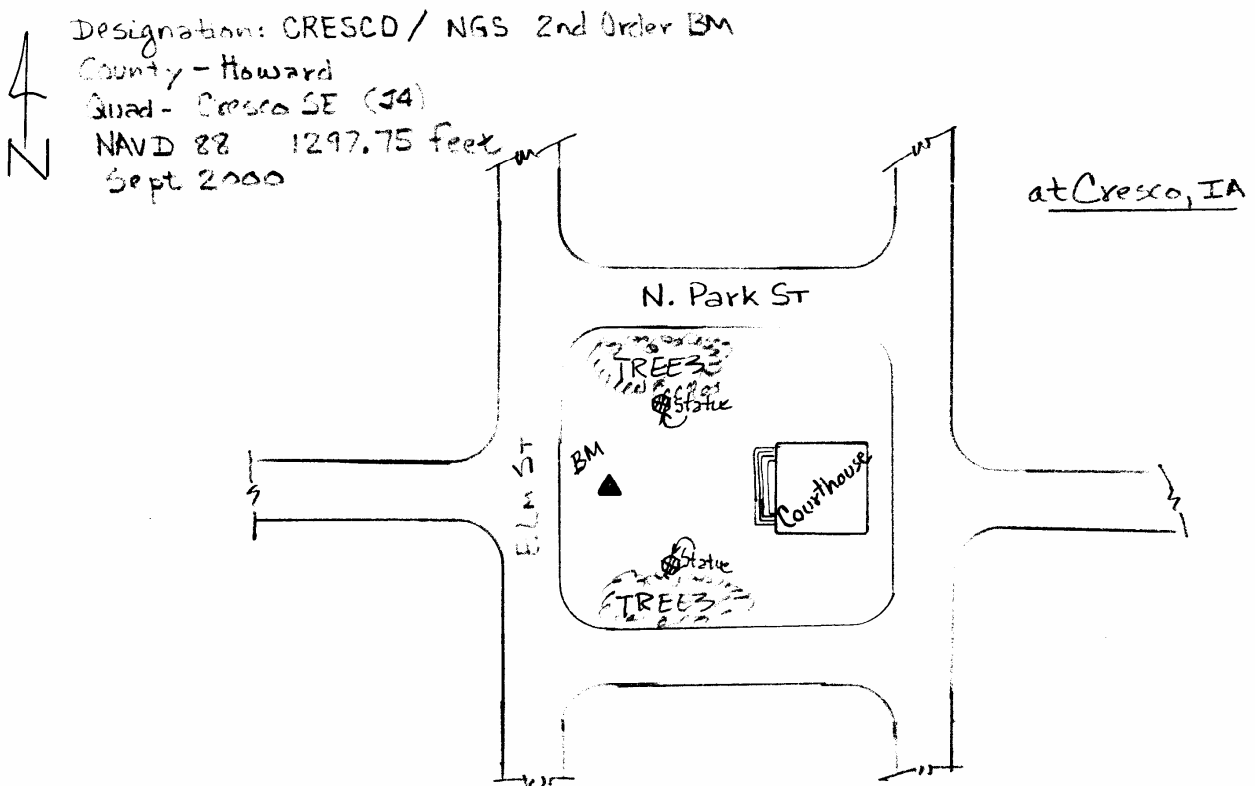 Designation: CRESCO / NGS 2nd Order BM
County - Howard
Quad - Cresco SE (J4)
NAVD 88 1297.75 feet
Sept 2000
N
at Cresco, IA
N. Park ST
TREES
Statue
BM
ELM ST
Courthouse
Statue
TREES